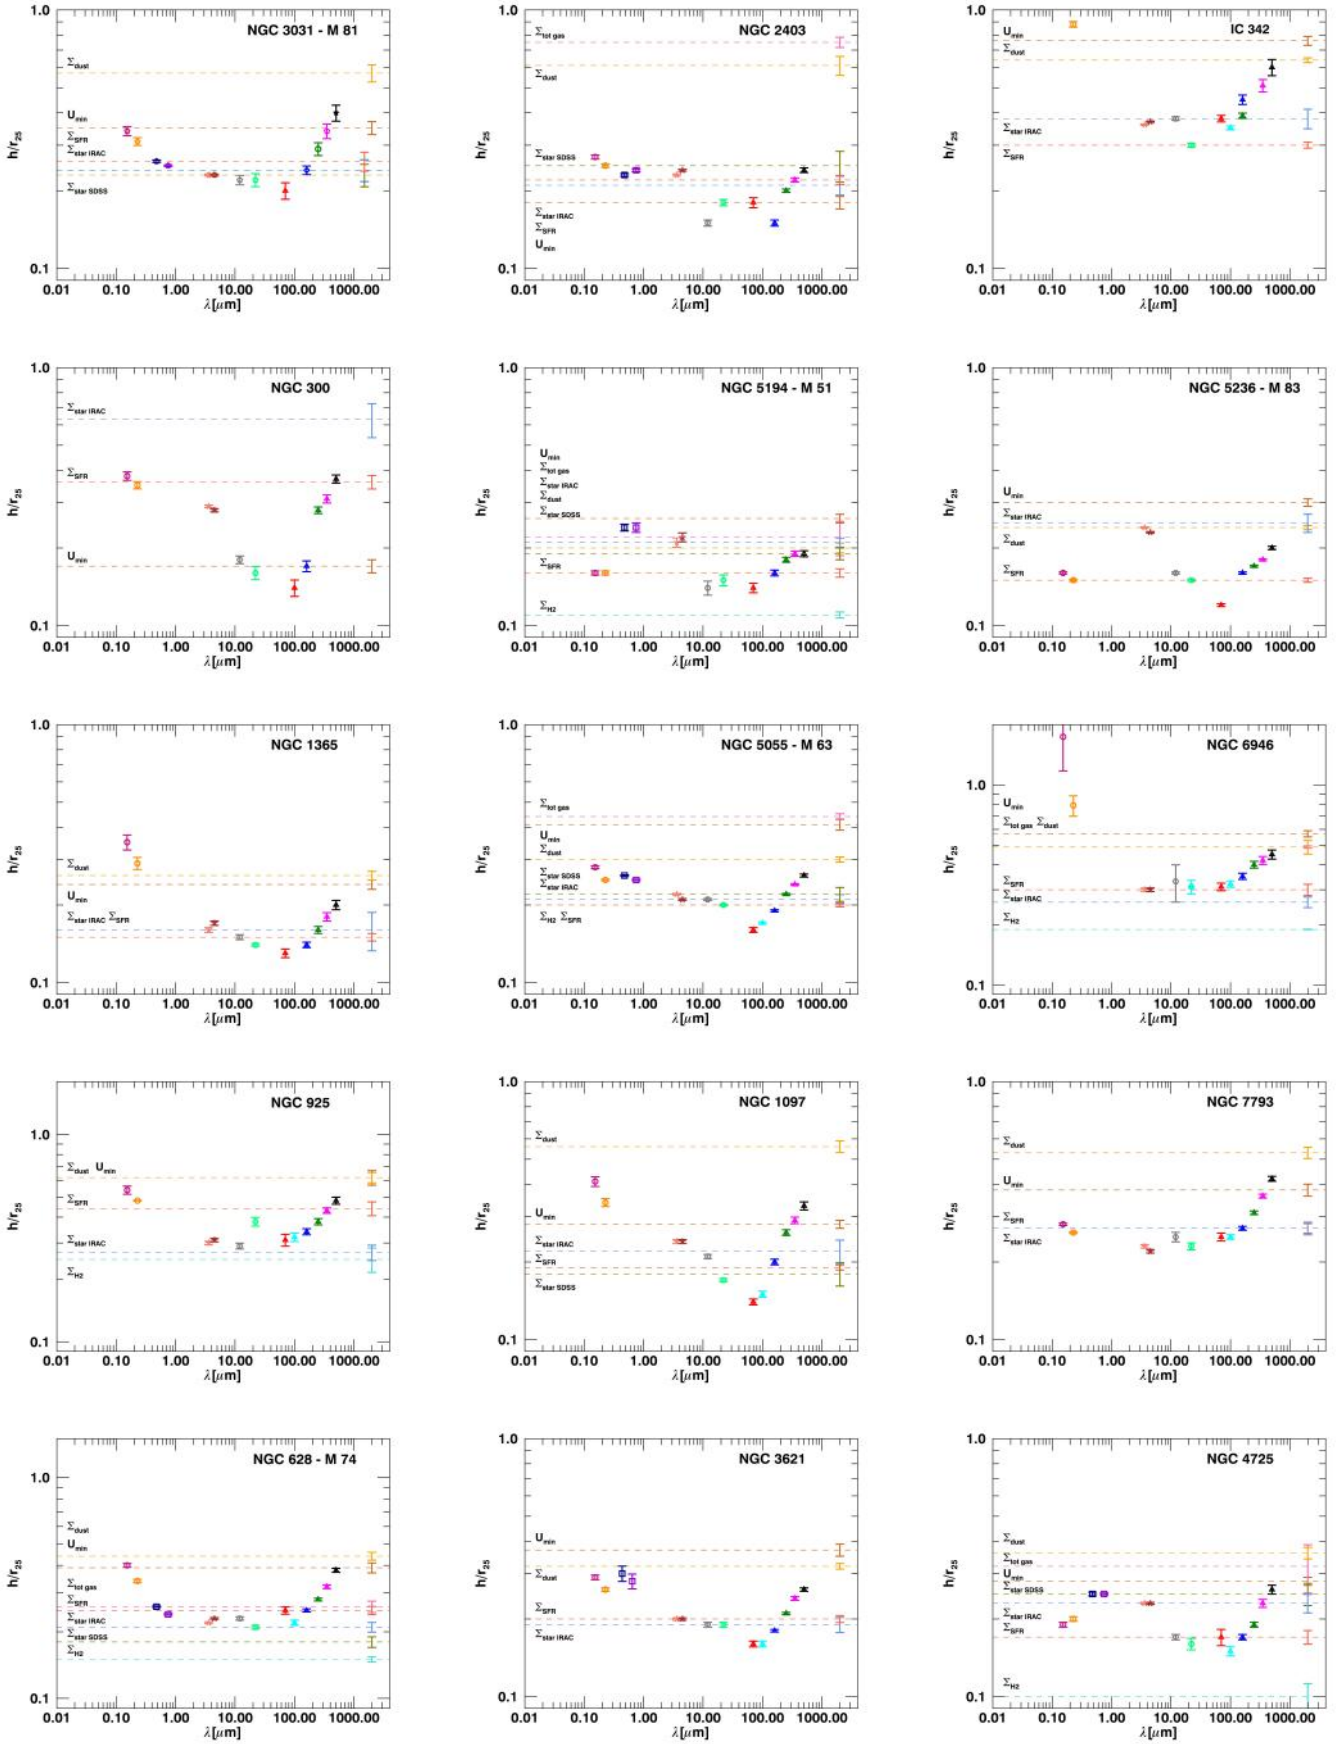 NGC 3031 - M 81
1.0
0.1
h/r25
Σdust
Umin
ΣSFR
Σstar IRAC
Σstar SDSS
0.01 0.10 1.00 10.00 100.00 1000.00
λ[μm]
NGC 2403
1.0
0.1
h/r25
Σtot gas
Σdust
Σstar SDSS
Σstar IRAC
ΣSFR
Umin
0.01 0.10 1.00 10.00 100.00 1000.00
λ[μm]
IC 342
1.0
0.1
h/r25
Umin
Σdust
Σstar IRAC
ΣSFR
0.01 0.10 1.00 10.00 100.00 1000.00
λ[μm]
NGC 300
1.0
0.1
h/r25
Σstar IRAC
ΣSFR
Umin
0.01 0.10 1.00 10.00 100.00 1000.00
λ[μm]
NGC 5194 - M 51
1.0
0.1
h/r25
Umin
Σtot gas
Σstar IRAC
Σdust
Σstar SDSS
ΣSFR
ΣH2
0.01 0.10 1.00 10.00 100.00 1000.00
λ[μm]
NGC 5236 - M 83
1.0
0.1
h/r25
Umin
Σstar IRAC
Σdust
ΣSFR
0.01 0.10 1.00 10.00 100.00 1000.00
λ[μm]
NGC 1365
1.0
0.1
h/r25
Σdust
Umin
Σstar IRAC ΣSFR
0.01 0.10 1.00 10.00 100.00 1000.00
λ[μm]
NGC 5055 - M 63
1.0
0.1
h/r25
Σtot gas
Umin
Σdust
Σstar SDSS
Σstar IRAC
ΣH2 ΣSFR
0.01 0.10 1.00 10.00 100.00 1000.00
λ[μm]
NGC 6946
1.0
0.1
h/r25
Umin
Σtot gas Σdust
ΣSFR
Σstar IRAC
ΣH2
0.01 0.10 1.00 10.00 100.00 1000.00
λ[μm]
NGC 925
1.0
0.1
h/r25
Σdust Umin
ΣSFR
Σstar IRAC
ΣH2
0.01 0.10 1.00 10.00 100.00 1000.00
λ[μm]
NGC 1097
1.0
0.1
h/r25
Σdust
Umin
Σstar IRAC
ΣSFR
Σstar SDSS
0.01 0.10 1.00 10.00 100.00 1000.00
λ[μm]
NGC 7793
1.0
0.1
h/r25
Σdust
Umin
ΣSFR
Σstar IRAC
0.01 0.10 1.00 10.00 100.00 1000.00
λ[μm]
NGC 628 - M 74
1.0
0.1
h/r25
Σdust
Umin
Σtot gas
ΣSFR
Σstar IRAC
Σstar SDSS
ΣH2
0.01 0.10 1.00 10.00 100.00 1000.00
λ[μm]
NGC 3621
1.0
0.1
h/r25
Umin
Σdust
ΣSFR
Σstar IRAC
0.01 0.10 1.00 10.00 100.00 1000.00
λ[μm]
NGC 4725
1.0
0.1
h/r25
Σdust
Σtot gas
Umin
Σstar SDSS
Σstar IRAC
ΣSFR
ΣH2
0.01 0.10 1.00 10.00 100.00 1000.00
λ[μm]